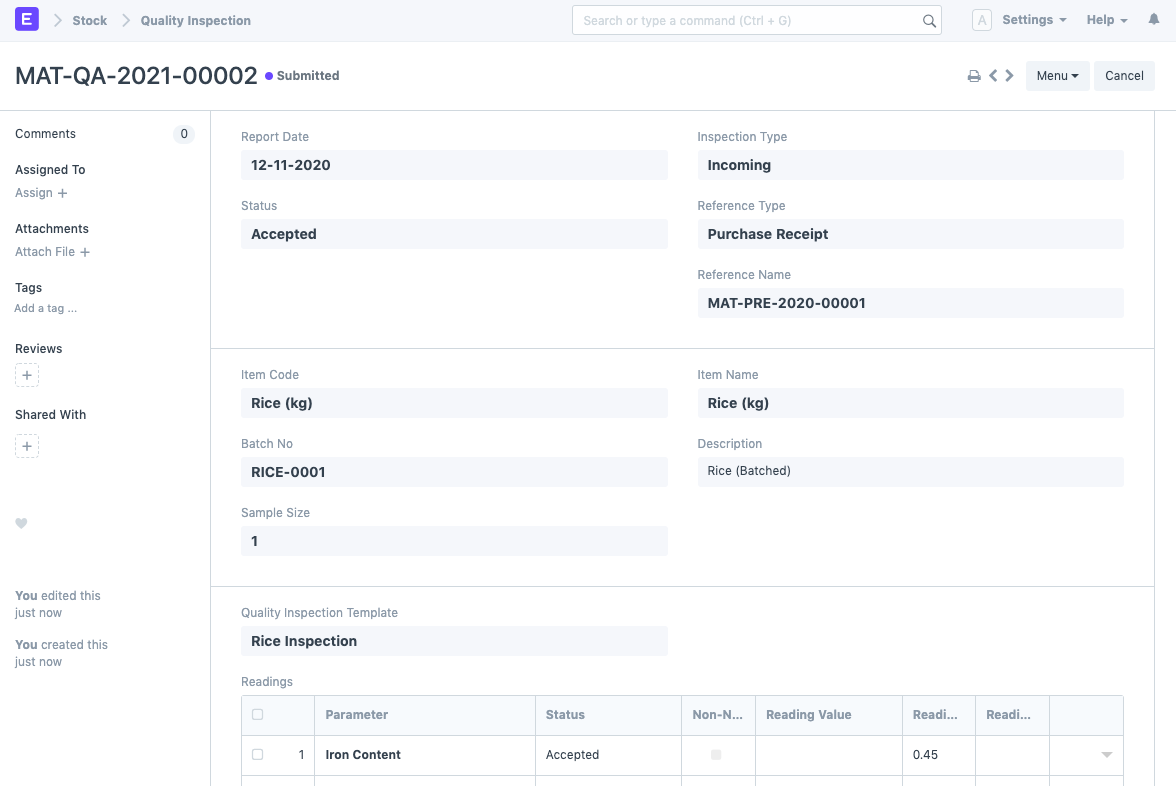 E Stock Quality Inspection Search or type a command (Ctrl + G) A Settings Help
MAT-QA-2021-00002 Submitted Menu Cancel
Comments 0
Assigned To
Assign +
Attachments
Attach File +
Tags
Add a tag ...
Reviews
+
Shared With
+
You edited this
just now
You created this
just now
Report Date
12-11-2020
Status
Accepted
Inspection Type
Incoming
Reference Type
Purchase Receipt
Reference Name
MAT-PRE-2020-00001
Item Code
Rice (kg)
Batch No
RICE-0001
Sample Size
1
Item Name
Rice (kg)
Description
Rice (Batched)
Quality Inspection Template
Rice Inspection
Readings
Parameter Status Non-N... Reading Value Readi... Readi...
1 Iron Content Accepted 0.45